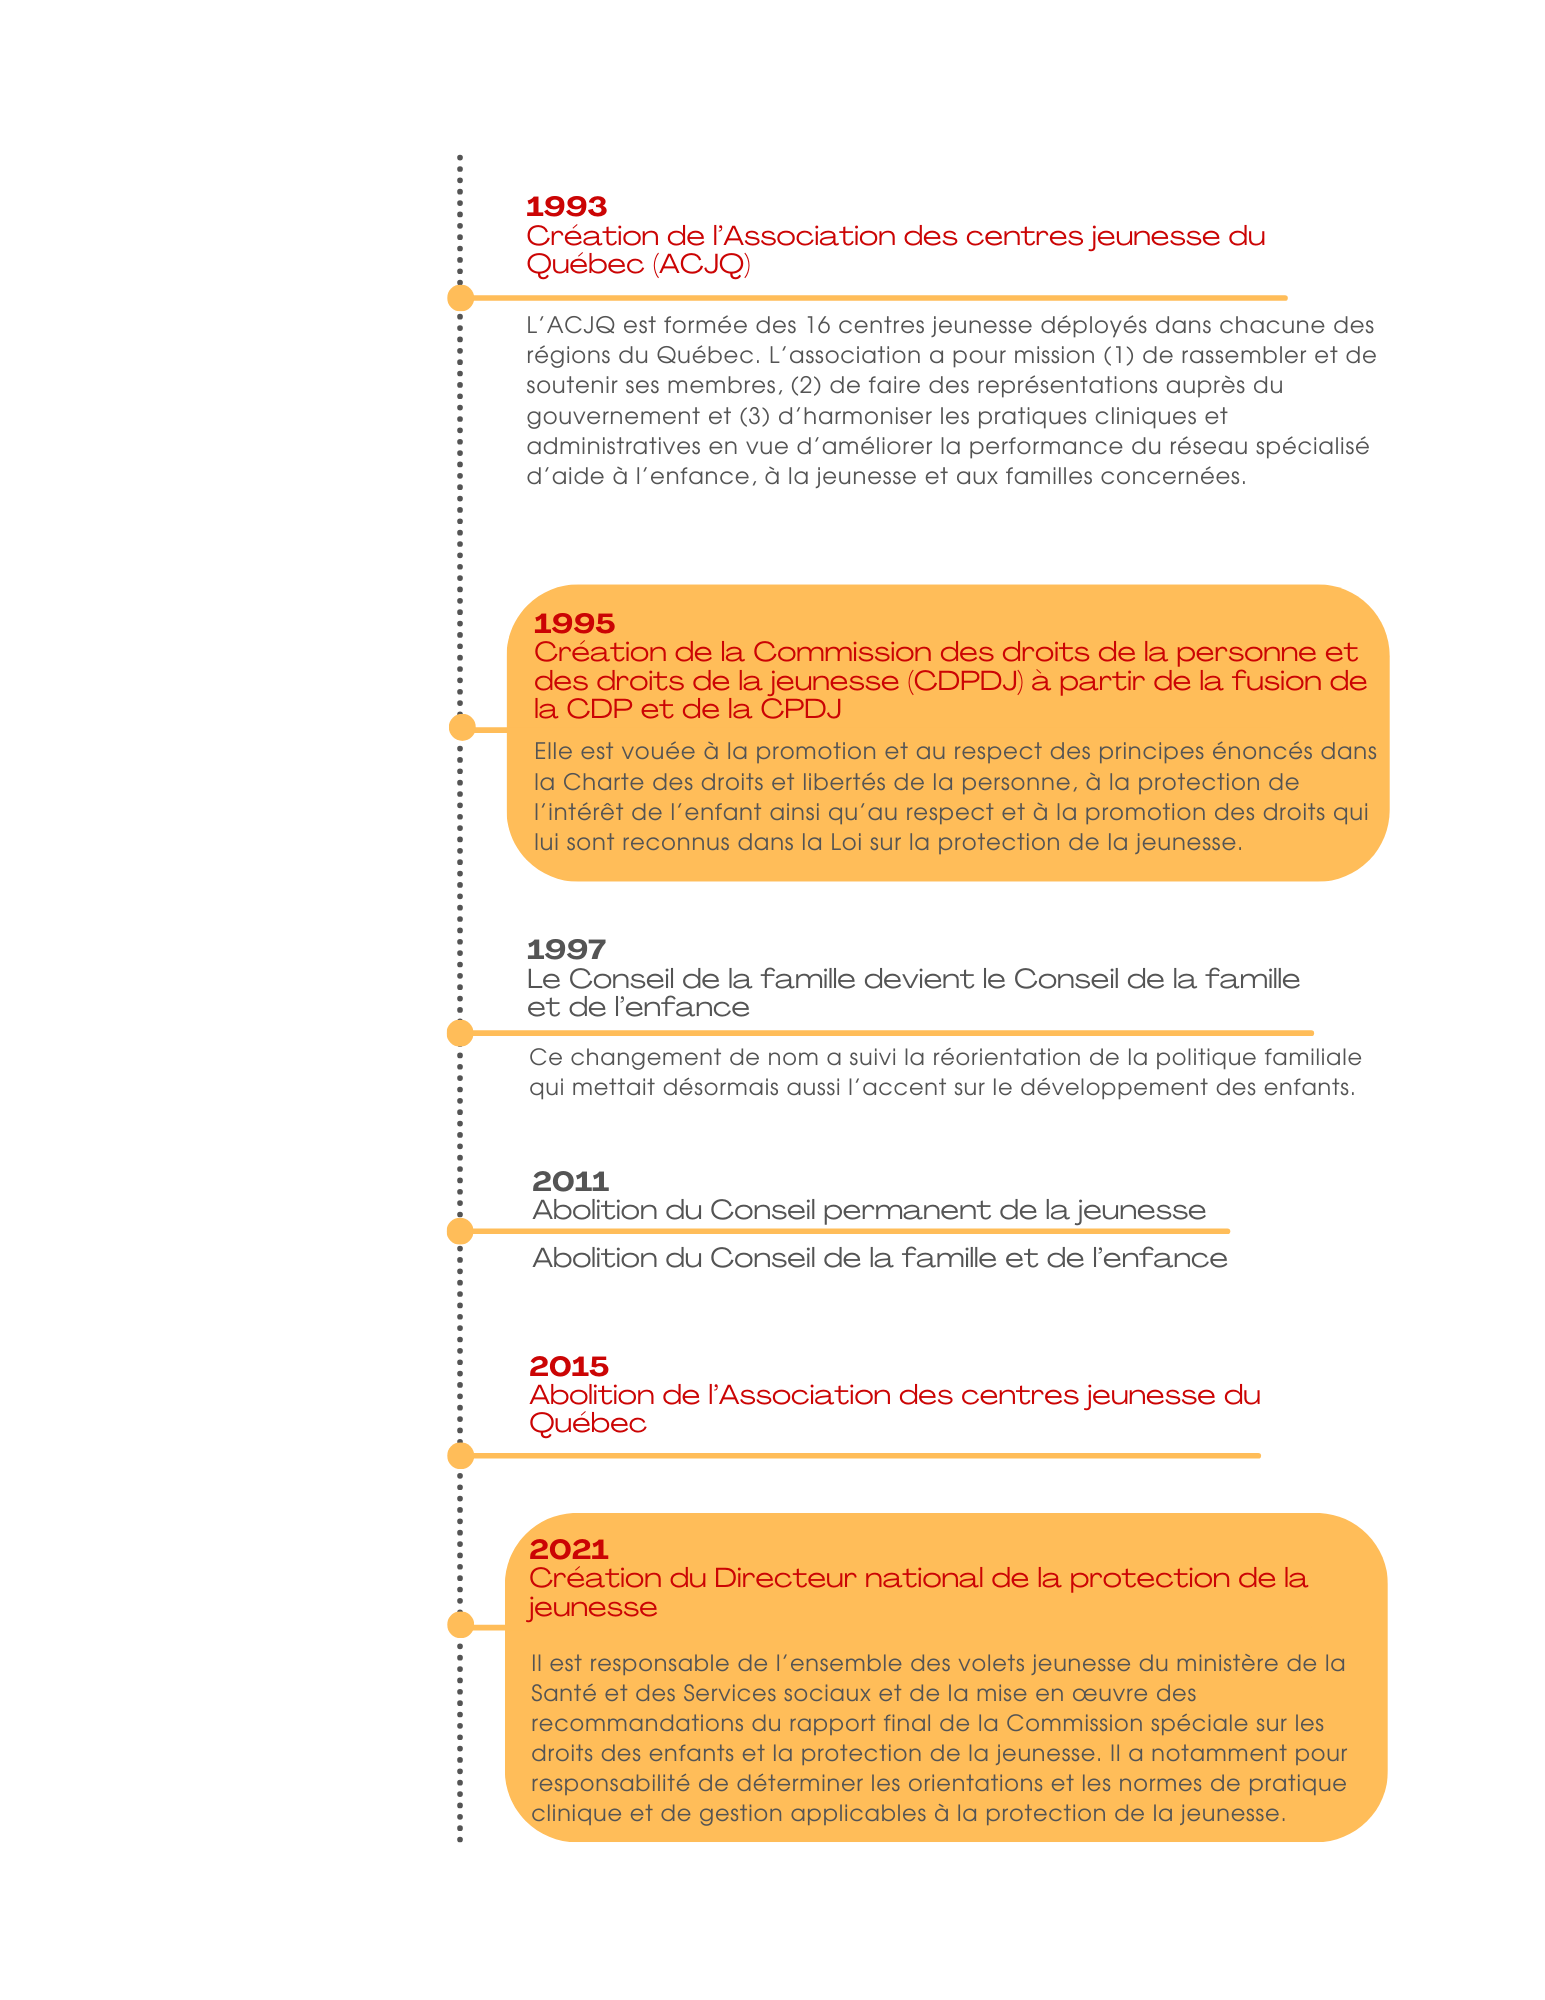 1993
Création de l'Association des centres jeunesse du
Québec (ACJQ)
L'ACJQ est formée des 16 centres jeunesse déployés dans chacune des
régions du Québec. L'association a pour mission (1) de rassembler et de
soutenir ses membres, (2) de faire des représentations auprès du
gouvernement et (3) d'harmoniser les pratiques cliniques et
administratives en vue d'améliorer la performance du réseau spécialisé
d'aide à l'enfance, à la jeunesse et aux familles concernées.
1995
Création de la Commission des droits de la personne et
des droits de la jeunesse (CDPDJ) à partir de la fusion de
la CDP et de la CPDJ
Elle est vouée à la promotion et au respect des principes énoncés dans
la Charte des droits et libertés de la personne, à la protection de
l'intérêt de l'enfant ainsi qu'au respect et à la promotion des droits qui
lui sont reconnus dans la Loi sur la protection de la jeunesse.
1997
Le Conseil de la famille devient le Conseil de la famille
et de l'enfance
Ce changement de nom a suivi la réorientation de la politique familiale
qui mettait désormais aussi l'accent sur le développement des enfants.
2011
Abolition du Conseil permanent de la jeunesse
Abolition du Conseil de la famille et de l'enfance
2015
Abolition de l'Association des centres jeunesse du
Québec
2021
Création du Directeur national de la protection de la
jeunesse
Il est responsable de l'ensemble des volets jeunesse du ministère de la
Santé et des Services sociaux et de la mise en œuvre des
recommandations du rapport final de la Commission spéciale sur les
droits des enfants et la protection de la jeunesse. Il a notamment pour
responsabilité de déterminer les orientations et les normes de pratique
clinique et de gestion applicables à la protection de la jeunesse.